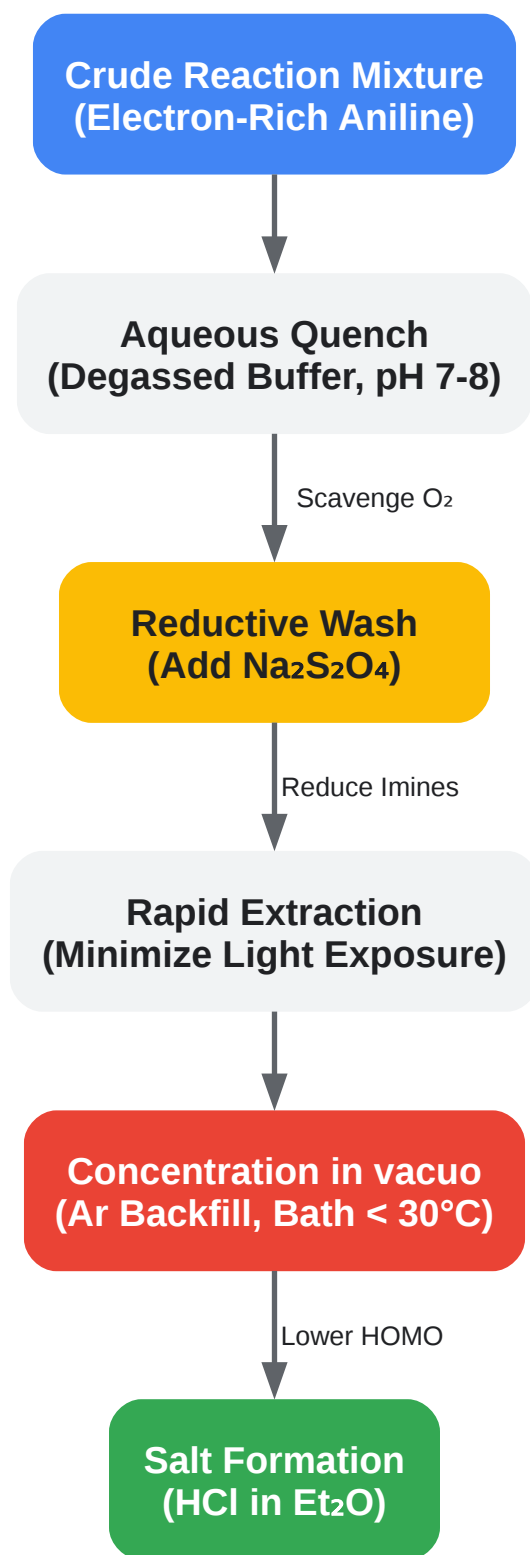 Crude Reaction Mixture
(Electron-Rich Aniline)
Aqueous Quench
(Degassed Buffer, pH 7-8)
Scavenge O₂
Reductive Wash
(Add Na₂S₂O₄)
Reduce Imines
Rapid Extraction
(Minimize Light Exposure)
Concentration in vacuo
(Ar Backfill, Bath < 30°C)
Lower HOMO
Salt Formation
(HCl in Et₂O)